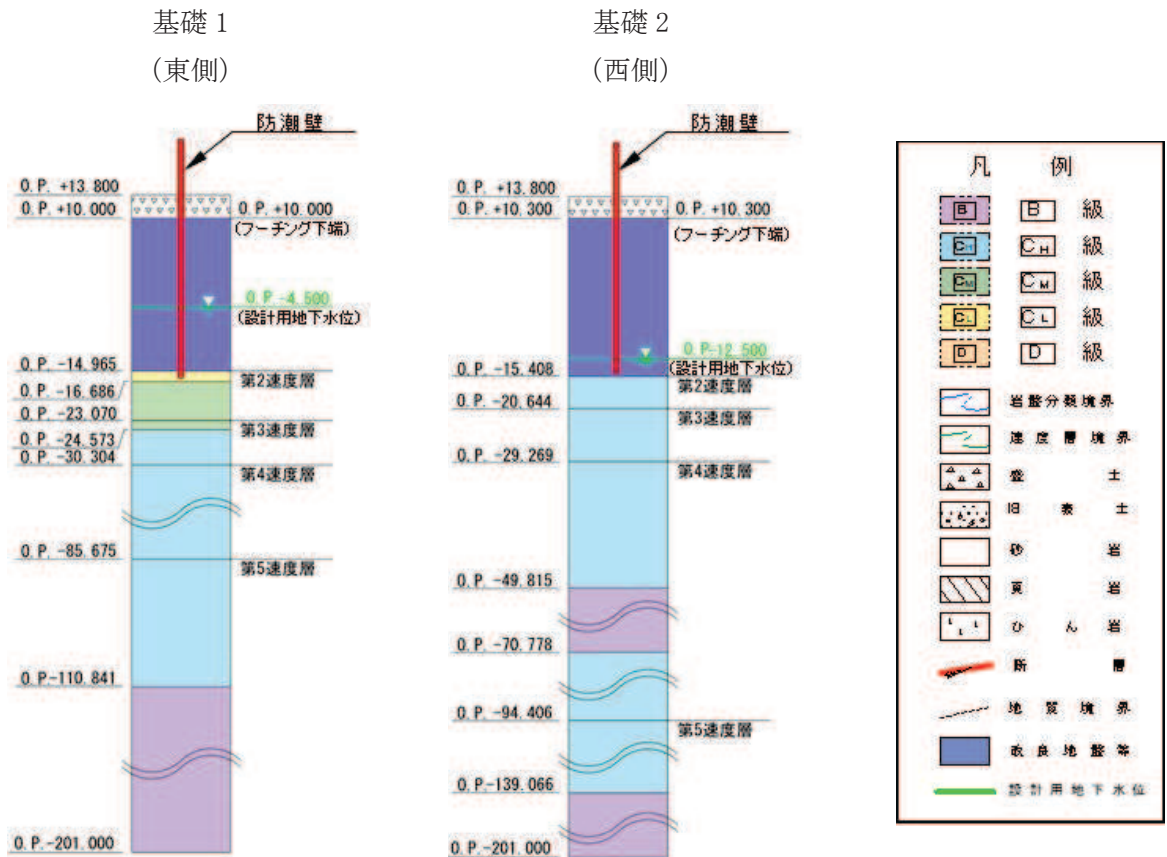 基礎 1
(東側)
防潮壁
O.P. +13.800
O.P. +10.000
O.P. +10.000
(フーチング下端)
O.P.-4.500
(設計用地下水位)
O.P. -14.965
第2速度層
O.P. -16.686
O.P. -23.070
第3速度層
O.P. -24.573
O.P. -30.304
第4速度層
O.P. -85.675
第5速度層
O.P-110.841
O.P.-201.000
基礎 2
(西側)
防潮壁
O.P. +13.800
O.P. +10.300
O.P. +10.300
(フーチング下端)
O.P-12.500
(設計用地下水位)
O.P. -15.408
第2速度層
O.P. -20.644
第3速度層
O.P. -29.269
第4速度層
O.P. -49.815
O.P. -70.778
O.P. -94.406
第5速度層
O.P.-139.066
O.P.-201.000
凡 例
B B 級
CH CH 級
CM CM 級
CL CL 級
D D 級
岩盤分類境界
速度層境界
盛土
旧表土
砂岩
頁岩
ひん岩
断層
地質境界
改良地盤等
設計用地下水位